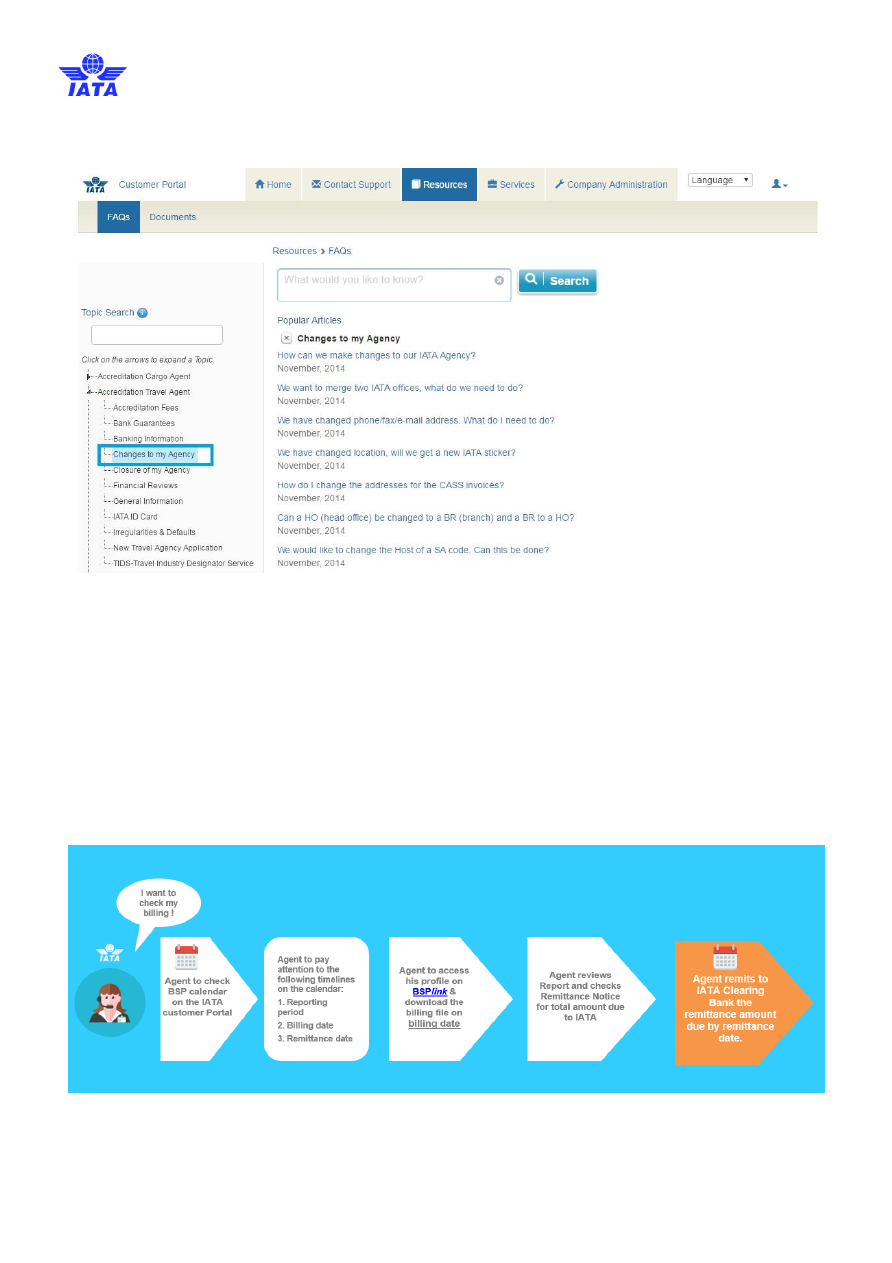 IATA
IATA
Customer Portal
Home
Contact Support
Resources
Services
Company Administration
Language
FAQs
Documents
Resources > FAQs
What would you like to know?
Search
Topic Search
Click on the arrows to expand a Topic.
Accreditation Cargo Agent
Accreditation Travel Agent
Accreditation Fees
Bank Guarantees
Banking Information
Changes to my Agency
Closure of my Agency
Financial Reviews
General Information
IATA ID Card
Irregularities & Defaults
New Travel Agency Application
TIDS-Travel Industry Designator Service
Popular Articles
Changes to my Agency
How can we make changes to our IATA Agency?
November, 2014
We want to merge two IATA offices, what do we need to do?
November, 2014
We have changed phone/fax/e-mail address. What do I need to do?
November, 2014
We have changed location, will we get a new IATA sticker?
November, 2014
How do I change the addresses for the CASS invoices?
November, 2014
Can a HO (head office) be changed to a BR (branch) and a BR to a HO?
November, 2014
We would like to change the Host of a SA code. Can this be done?
November, 2014
I want to
check my
billing !
IATA
Agent to check
BSP calendar
on the IATA
customer Portal
Agent to pay
attention to the
following timelines
on the calendar:
1. Reporting
period
2. Billing date
3. Remittance date
Agent to access
his profile on
BSPlink &
download the
billing file on
billing date
Agent reviews
Report and checks
Remittance Notice
for total amount due
to IATA
Agent remits to
IATA Clearing
Bank the
remittance amount
due by remittance
date.